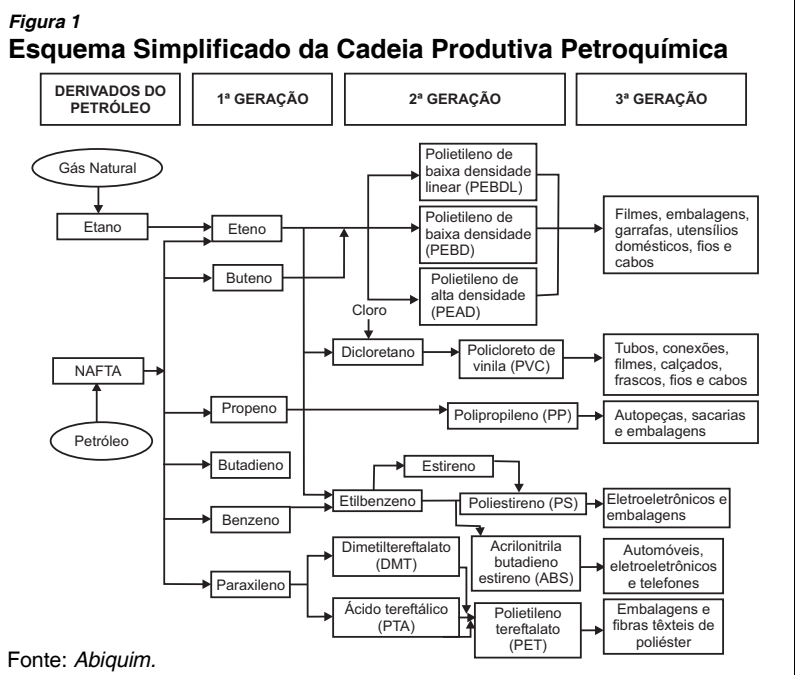 Figura 1
Esquema Simplificado da Cadeia Produtiva Petroquímica
DERIVADOS DO
PETRÓLEO
1ª GERAÇÃO
2ª GERAÇÃO
3ª GERAÇÃO
Gás Natural
Etano
Eteno
Buteno
NAFTA
Petróleo
Propeno
Butadieno
Benzeno
Paraxileno
Polietileno de
baixa densidade
linear (PEBDL)
Polietileno de
baixa densidade
(PEBD)
Polietileno de
alta densidade
(PEAD)
Filmes, embalagens,
garrafas, utensílios
domésticos, fios e
cabos
Cloro
Dicloretano
Policloreto de
vinila (PVC)
Tubos, conexões,
filmes, calçados,
frascos, fios e cabos
Polipropileno (PP)
Autopeças, sacarias
e embalagens
Estireno
Etilbenzeno
Poliestireno (PS)
Eletroeletrônicos e
embalagens
Acrilonitrila
butadieno
estireno (ABS)
Automóveis,
eletroeletrônicos
e telefones
Dimetiltereftalato
(DMT)
Ácido tereftálico
(PTA)
Polietileno
tereftalato
(PET)
Embalagens e
fibras têxteis de
poliéster
Fonte: Abiquim.